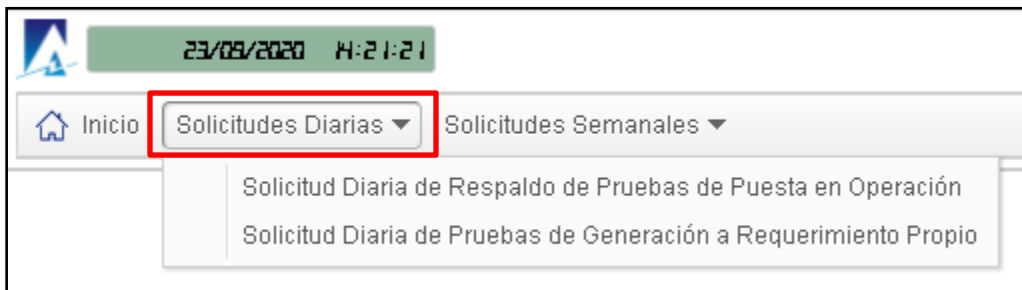 23/09/2020 14:21:21
Inicio Solicitudes Diarias Solicitudes Semanales
Solicitud Diaria de Respaldo de Pruebas de Puesta en Operación
Solicitud Diaria de Pruebas de Generación a Requerimiento Propio